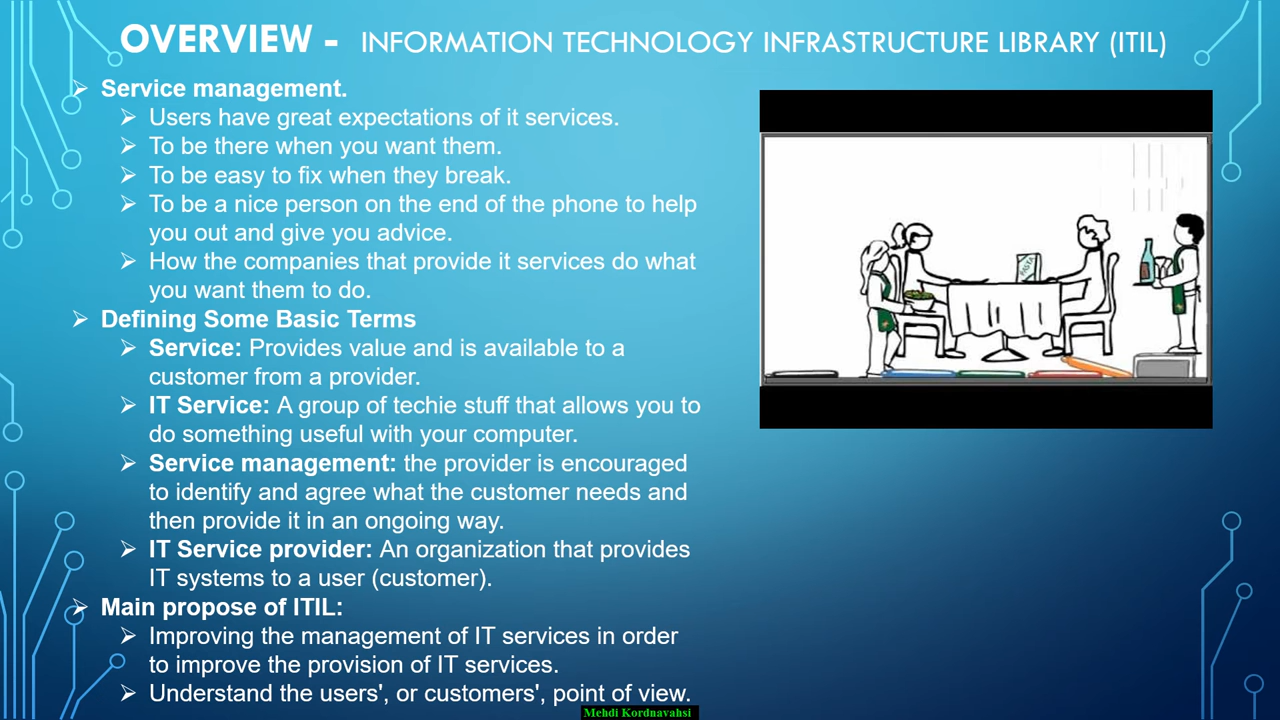 OVERVIEW - INFORMATION TECHNOLOGY INFRASTRUCTURE LIBRARY (ITIL)
Service management.
Users have great expectations of it services.
To be there when you want them.
To be easy to fix when they break.
To be a nice person on the end of the phone to help
you out and give you advice.
How the companies that provide it services do what
you want them to do.
Defining Some Basic Terms
Service: Provides value and is available to a
customer from a provider.
IT Service: A group of techie stuff that allows you to
do something useful with your computer.
Service management: the provider is encouraged
to identify and agree what the customer needs and
then provide it in an ongoing way.
IT Service provider: An organization that provides
IT systems to a user (customer).
Main propose of ITIL:
Improving the management of IT services in order
to improve the provision of IT services.
Understand the users', or customers', point of view.
PASTA
Mehdi Kordnavahsi